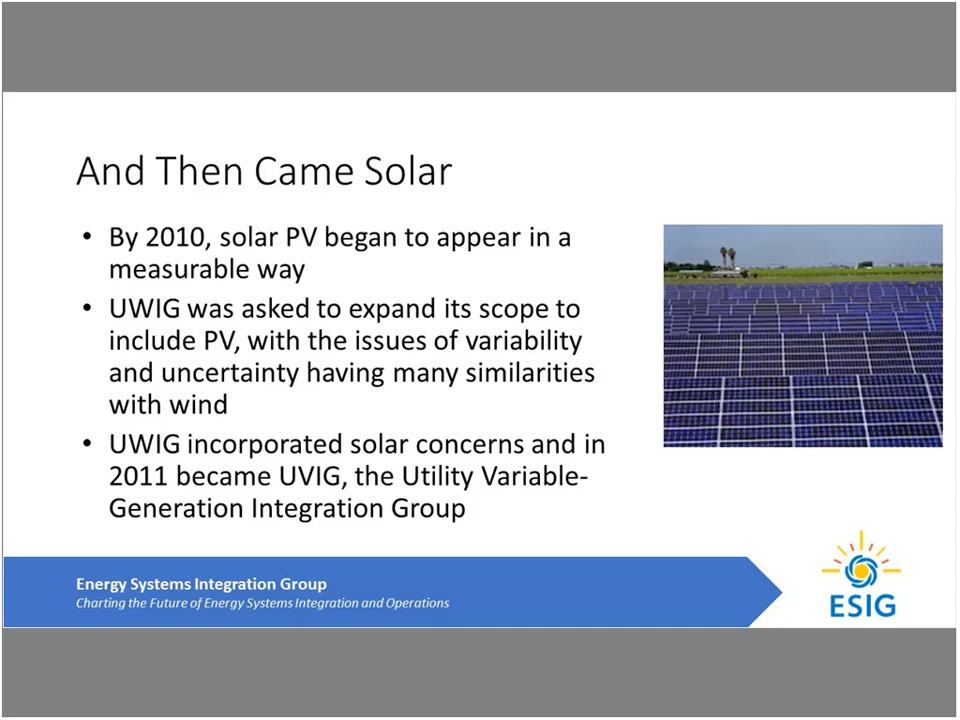 And Then Came Solar
• By 2010, solar PV began to appear in a
measurable way
• UWIG was asked to expand its scope to
include PV, with the issues of variability
and uncertainty having many similarities
with wind
• UWIG incorporated solar concerns and in
2011 became UVIG, the Utility Variable-
Generation Integration Group
Energy Systems Integration Group
Charting the Future of Energy Systems Integration and Operations
ESIG